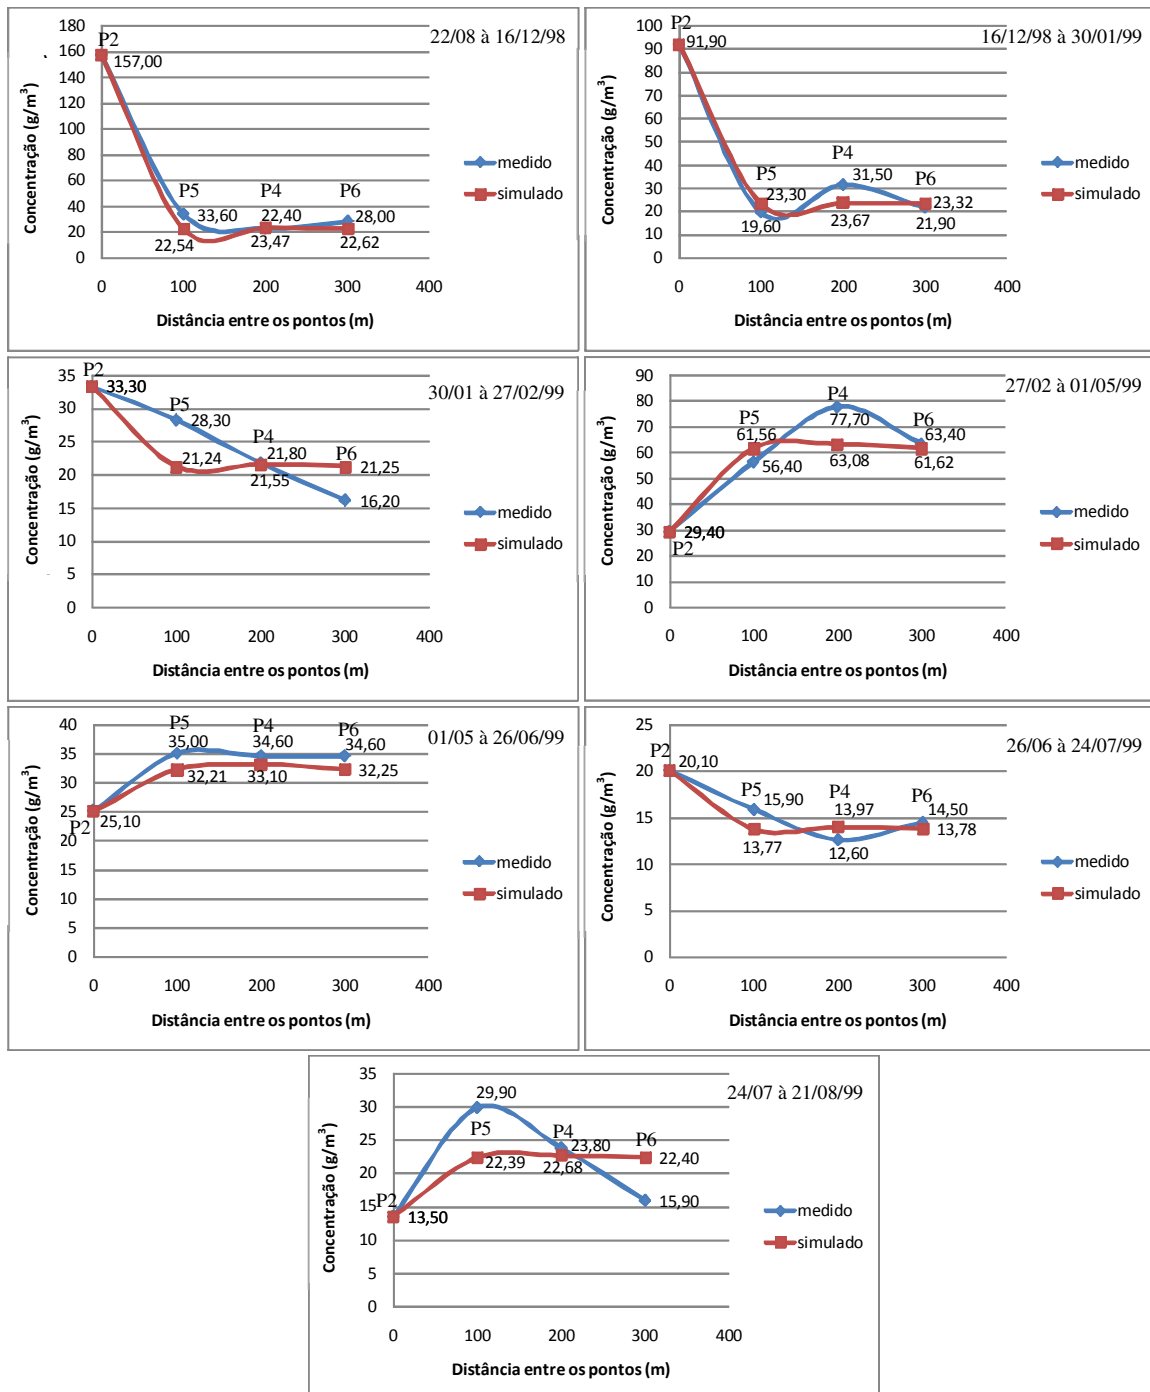 22/08 à 16/12/98
Concentração (g/m³)
180
160
140
120
100
80
60
40
20
0
P2
157,00
P5
33,60
22,54
P4
22,40
23,47
P6
28,00
22,62
medido
simulado
0 100 200 300 400
Distância entre os pontos (m)
16/12/98 à 30/01/99
Concentração (g/m³)
100
90
80
70
60
50
40
30
20
10
0
P2
91,90
P5
23,30
19,60
P4
31,50
23,67
P6
23,32
21,90
medido
simulado
0 100 200 300 400
Distância entre os pontos (m)
30/01 à 27/02/99
Concentração (g/m³)
35
30
25
20
15
10
5
0
P2
33,30
P5
28,30
21,24
P4
21,80
21,55
P6
21,25
16,20
medido
simulado
0 100 200 300 400
Distância entre os pontos (m)
27/02 à 01/05/99
Concentração (g/m³)
90
80
70
60
50
40
30
20
10
0
P2
29,40
P5
61,56
56,40
P4
77,70
63,08
P6
63,40
61,62
medido
simulado
0 100 200 300 400
Distância entre os pontos (m)
01/05 à 26/06/99
Concentração (g/m³)
40
35
30
25
20
15
10
5
0
P2
25,10
P5
35,00
32,21
P4
34,60
33,10
P6
34,60
32,25
medido
simulado
0 100 200 300 400
Distância entre os pontos (m)
26/06 à 24/07/99
Concentração (g/m³)
25
20
15
10
5
0
P2
20,10
P5
15,90
13,77
P4
13,97
12,60
P6
14,50
13,78
medido
simulado
0 100 200 300 400
Distância entre os pontos (m)
24/07 à 21/08/99
Concentração (g/m³)
35
30
25
20
15
10
5
0
P2
13,50
29,90
P5
22,39
P4
23,80
22,68
P6
22,40
15,90
medido
simulado
0 100 200 300 400
Distância entre os pontos (m)